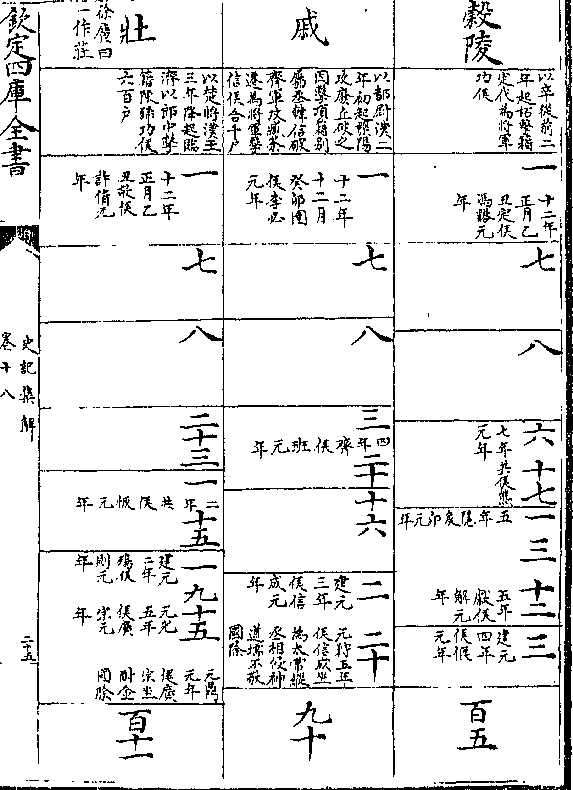 穀陵
以卒從前二
年起柘擊籍
定代為將軍
功侯
一
十二年
正月乙
丑定侯
馮谿元
年
七
八
六
七年共侯熊
元年
十七
一
五年隱侯卬元年
三
十二
五年
獻侯
解元
年
三
建元
四年
侯偃
元年
百五
戚
以都尉漢二
年初起櫟陽
攻廢丘破之
因擊項籍别
屬丞韓信破
齊軍攻臧荼
遷為將軍擊
信侯合千戶
一
十二年
十二月
癸卯圉
侯李必
元年
七
八
三
四年齊侯班元年
二十
十六
二
建元
三年
侯信
成元
年
二十
元狩五年
侯信成坐
為太常縱
丞相侵神
道壖不敬
國除
九十
壯
徐廣曰
一作莊
以楚將漢王
三年降起臨
濟以郎中擊
籍陳豨功侯
六百戶
一
十二年
正月乙
丑敬侯
許倩元
年
七
八
二十三
一
二年共侯恢元年
十五
一
建元
二年
殤侯
則元
年
九
元光
五年
侯廣
宗元
年
十五
元鼎
元年
侯廣
宗坐
酎金
國除
百十一
欽定四庫全書
史記集解
卷十八
二十五